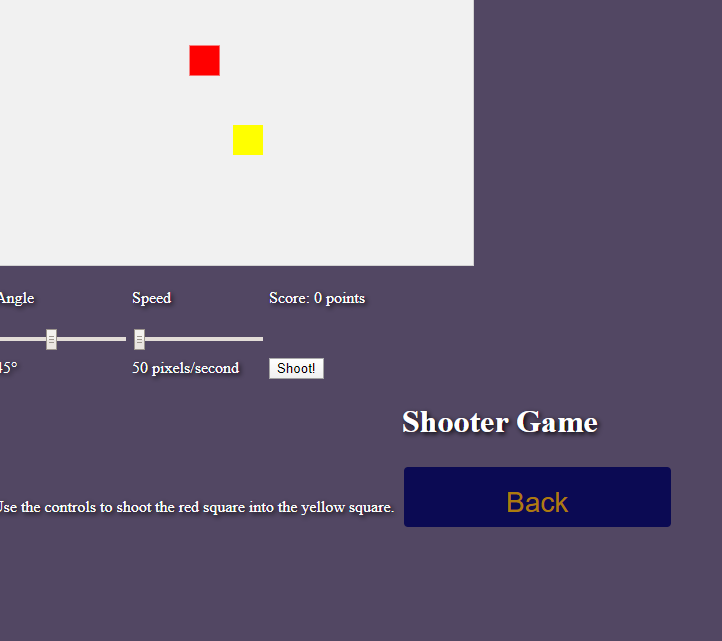 Angle
Speed
Score: 0 points
45°
50 pixels/second
Shoot!
Shooter Game
Use the controls to shoot the red square into the yellow square.
Back